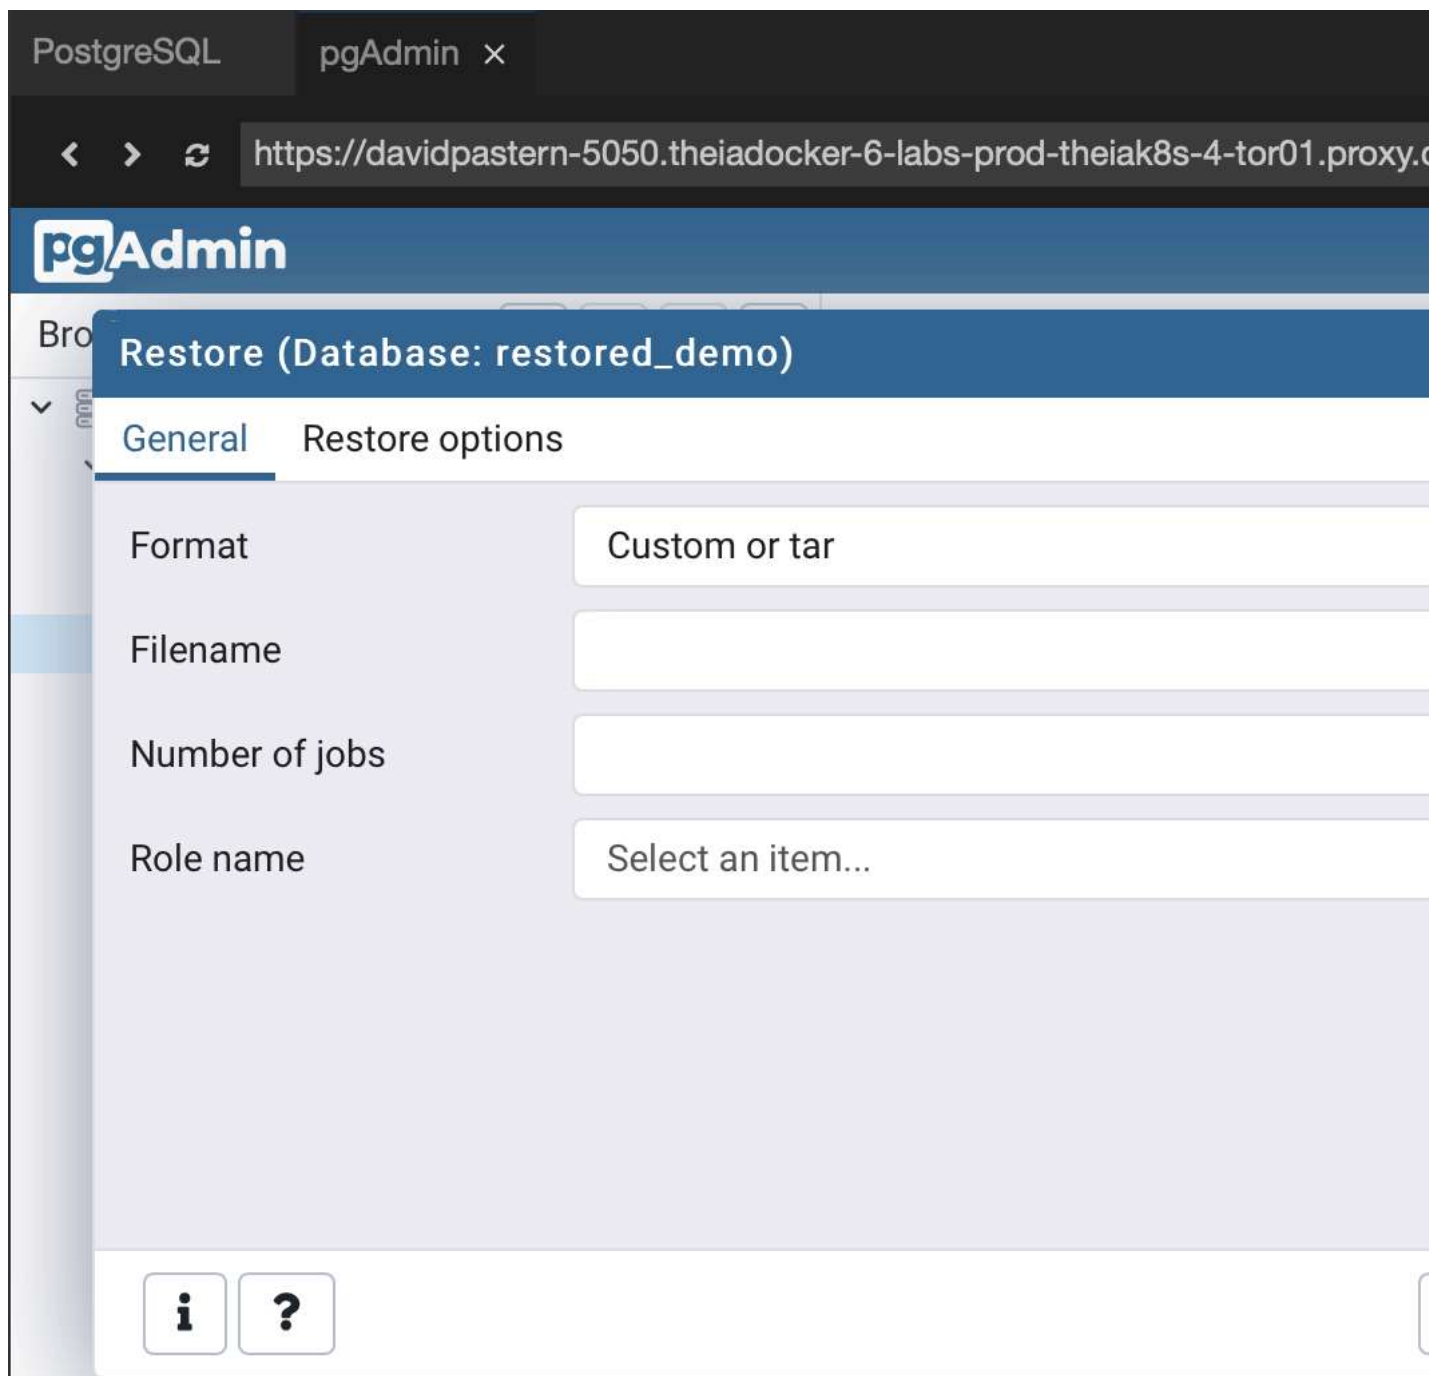 PostgreSQL
pgAdmin ×
https://davidpastern-5050.theiadocker-6-labs-prod-theiak8s-4-tor01.proxy.
pgAdmin
Bro
Restore (Database: restored_demo)
General Restore options
Format Custom or tar
Filename
Number of jobs
Role name Select an item...
i ?